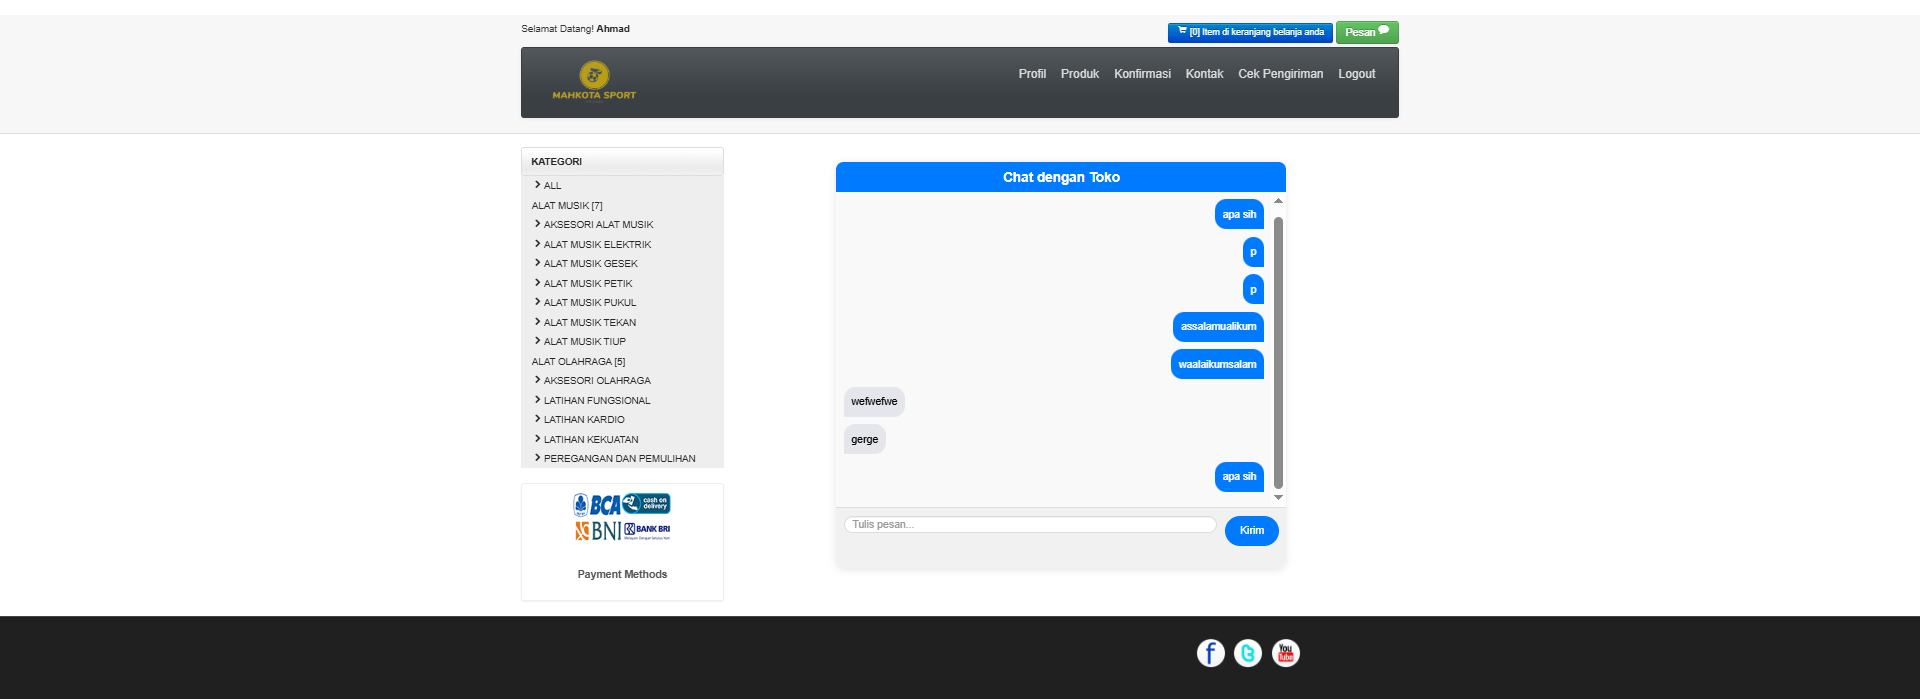 Selamat Datang! Ahmad
[0] Item di keranjang belanja anda
Pesan
MAHKOTA SPORT
Profil Produk Konfirmasi Kontak Cek Pengiriman Logout
KATEGORI
ALL
ALAT MUSIK [7]
AKSESORI ALAT MUSIK
ALAT MUSIK ELEKTRIK
ALAT MUSIK GESEK
ALAT MUSIK PETIK
ALAT MUSIK PUKUL
ALAT MUSIK TEKAN
ALAT MUSIK TIUP
ALAT OLAHRAGA [5]
AKSESORI OLAHRAGA
LATIHAN FUNGSIONAL
LATIHAN KARDIO
LATIHAN KEKUATAN
PEREGANGAN DAN PEMULIHAN
BCA cash on delivery
BNI BANK BRI
Payment Methods
Chat dengan Toko
apa sih
p
p
assalamualikum
waalaikumsalam
wefwefwe
gerge
apa sih
Tulis pesan...
Kirim
You
Tube